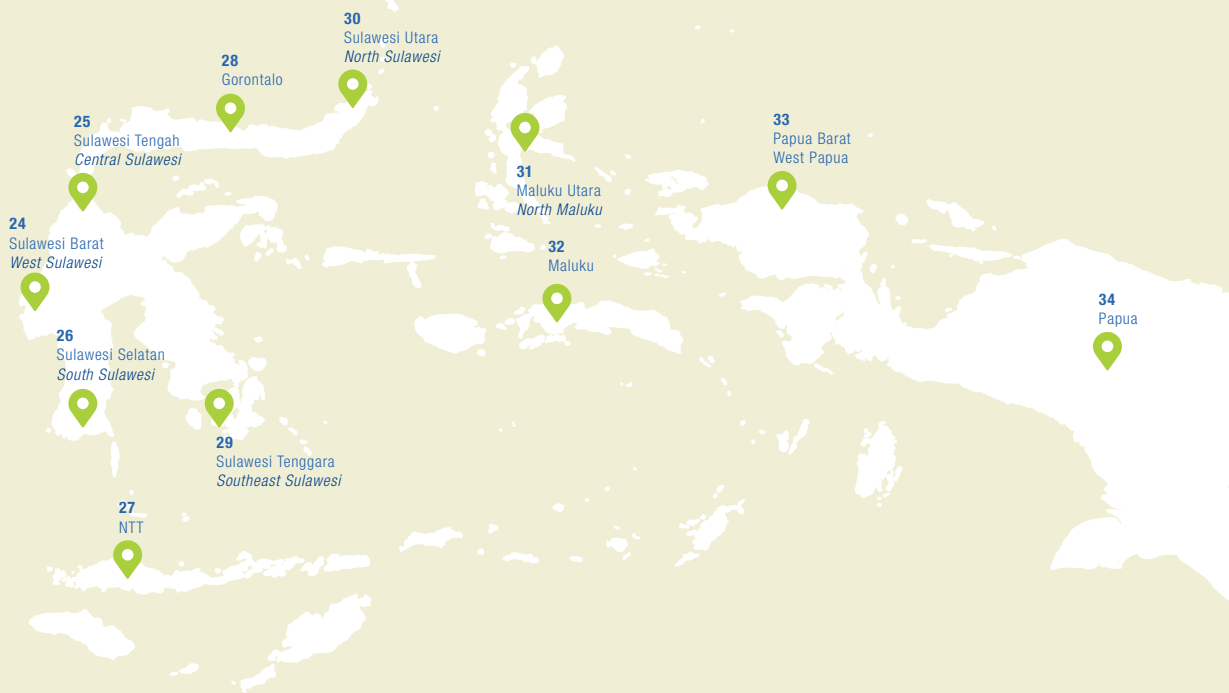 30
Sulawesi Utara
North Sulawesi
28
Gorontalo
25
Sulawesi Tengah
Central Sulawesi
33
Papua Barat
West Papua
31
Maluku Utara
North Maluku
24
Sulawesi Barat
West Sulawesi
32
Maluku
34
Papua
26
Sulawesi Selatan
South Sulawesi
29
Sulawesi Tenggara
Southeast Sulawesi
27
NTT